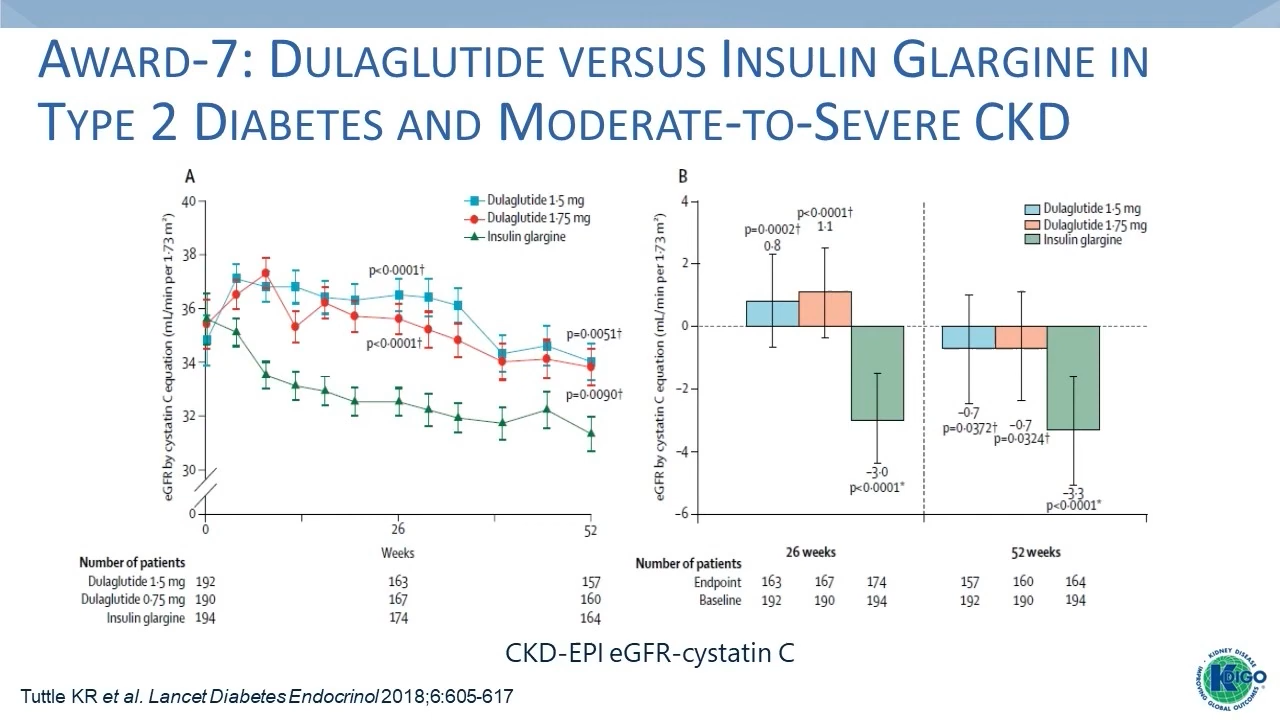 AWARD-7: DULAGLUTIDE VERSUS INSULIN GLARGINE IN
TYPE 2 DIABETES AND MODERATE-TO-SEVERE CKD
A
eGFR by cystatin C equation (mL/min per 1·73 m²)
40
38
36
34
32
30
0
Dulaglutide 1·5 mg
Dulaglutide 1·75 mg
Insulin glargine
p<0·0001†
p<0·0001†
p=0·0051†
p=0·0090†
0
26
52
Weeks
Number of patients
Dulaglutide 1·5 mg 192 163 157
Dulaglutide 0·75 mg 190 167 160
Insulin glargine 194 174 164
B
eGFR by cystatin C equation (mL/min per 1·73 m²)
4
2
0
–2
–4
–6
Dulaglutide 1·5 mg
Dulaglutide 1·75 mg
Insulin glargine
p=0·0002†
0·8
p<0·0001†
1·1
–3·0
p<0·0001*
–0·7
p=0·0372†
–0·7
p=0·0324†
–3·3
p<0·0001*
26 weeks
52 weeks
Number of patients
Endpoint 163 167 174 157 160 164
Baseline 192 190 194 192 190 194
CKD-EPI eGFR-cystatin C
Tuttle KR et al. Lancet Diabetes Endocrinol 2018;6:605-617
KIDNEY DISEASE
KDIGO
IMPROVING GLOBAL OUTCOMES